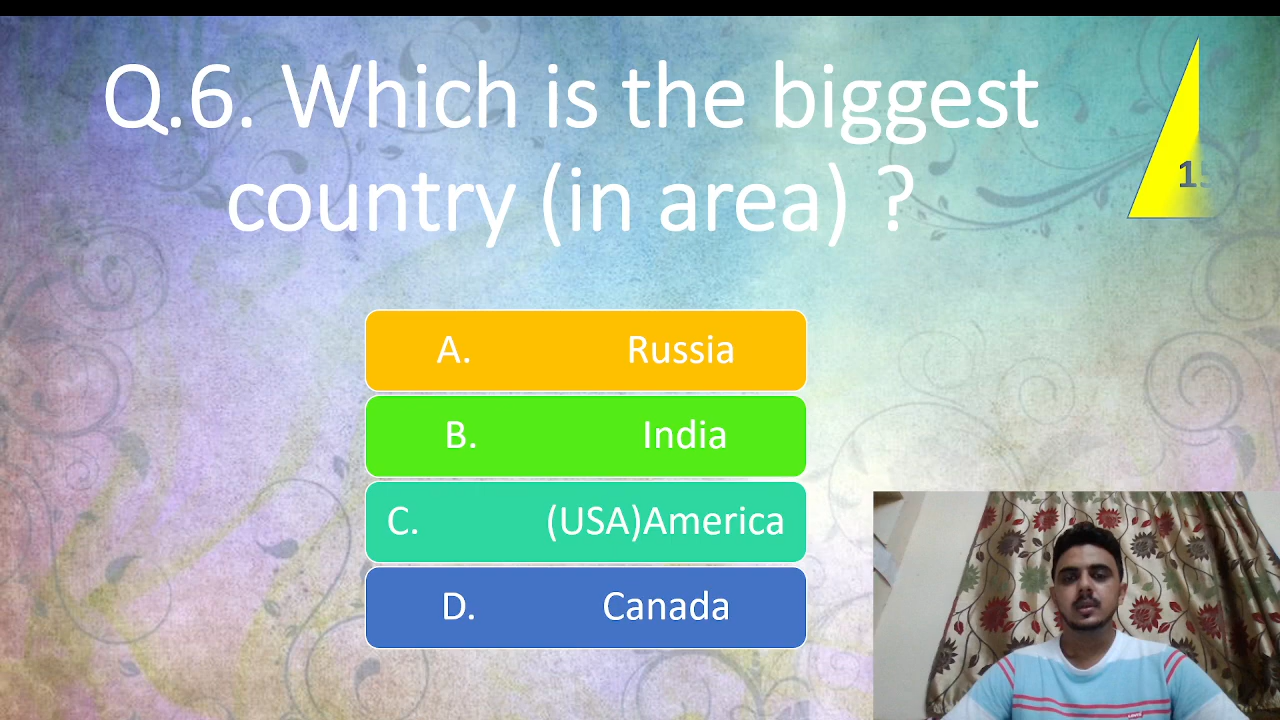 Q.6. Which is the biggest
country (in area) ?
A. Russia
B. India
C. (USA)America
D. Canada